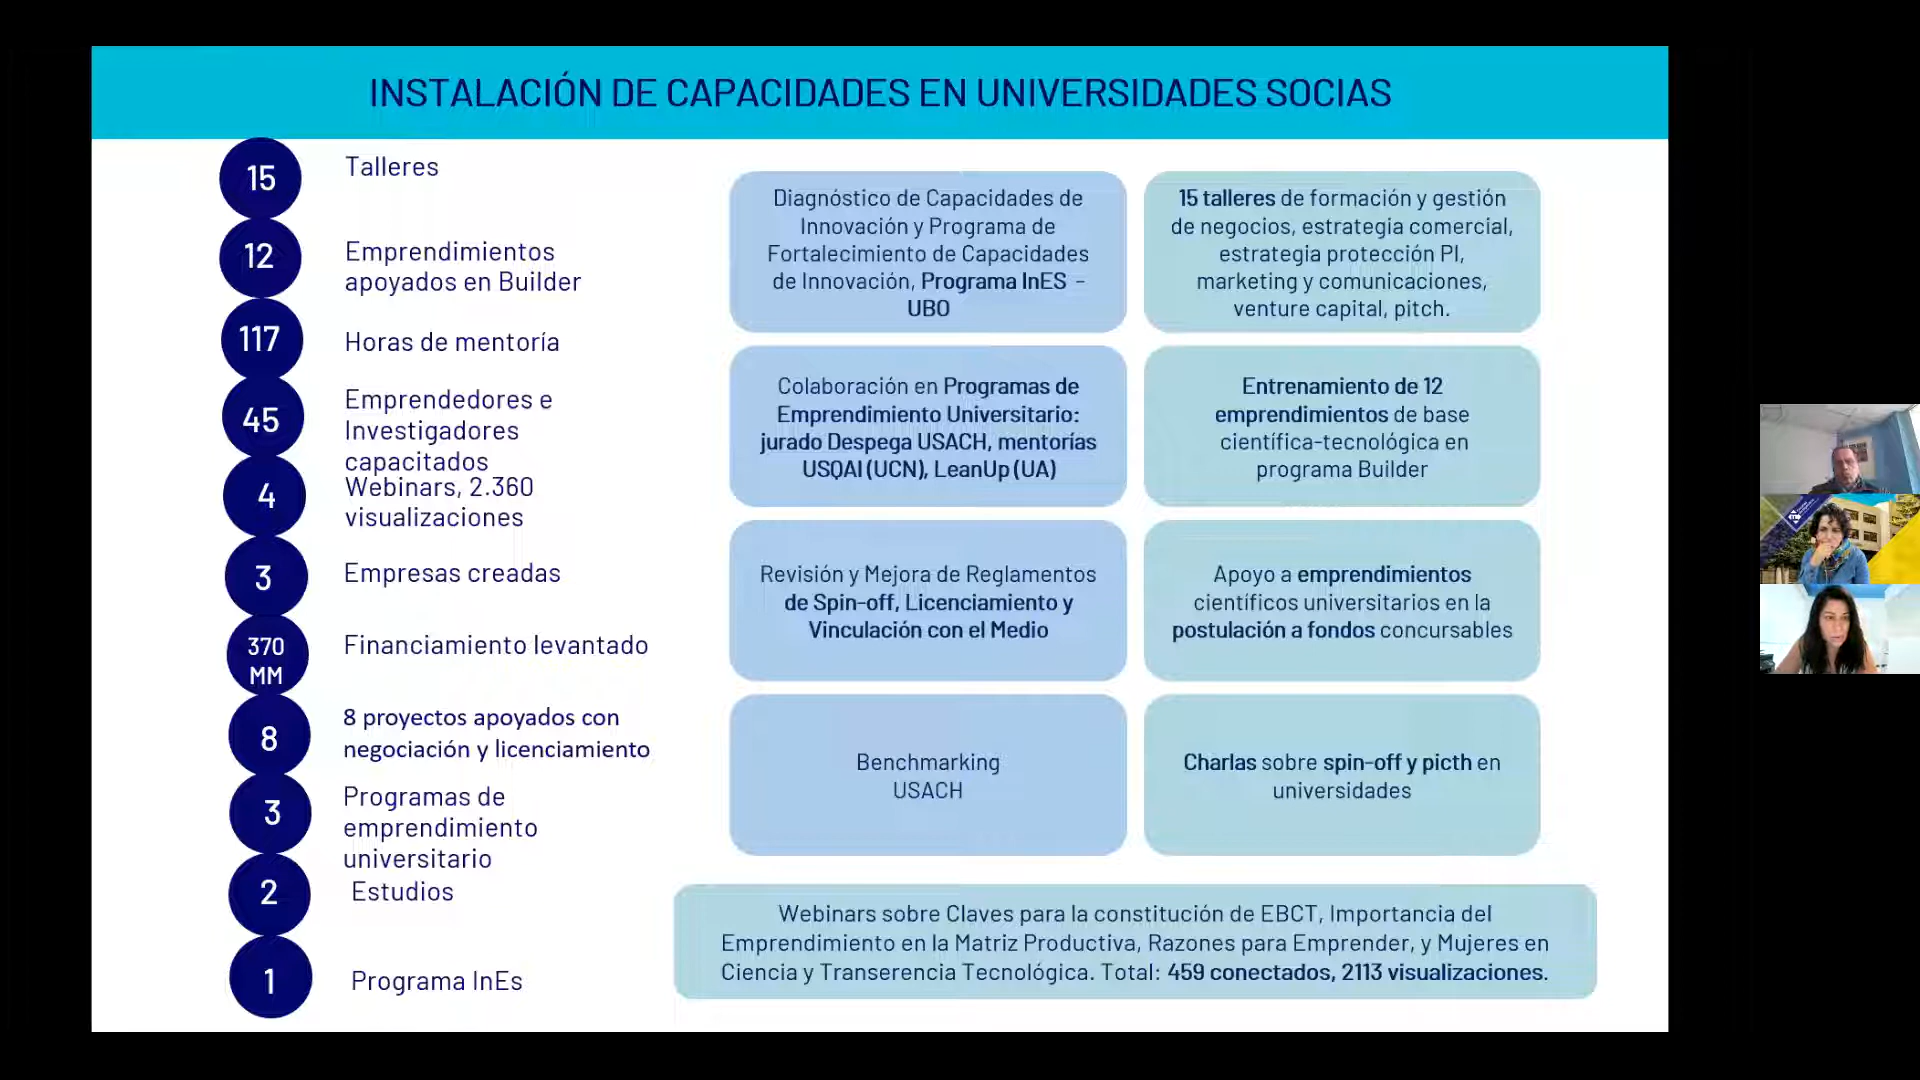 INSTALACIÓN DE CAPACIDADES EN UNIVERSIDADES SOCIAS
15
Talleres
12
Emprendimientos
apoyados en Builder
117
Horas de mentoría
45
Emprendedores e
Investigadores
capacitados
4
Webinars, 2.360
visualizaciones
3
Empresas creadas
370
MM
Financiamiento levantado
8
8 proyectos apoyados con
negociación y licenciamiento
3
Programas de
emprendimiento
universitario
2
Estudios
1
Programa InEs
Diagnóstico de Capacidades de
Innovación y Programa de
Fortalecimiento de Capacidades
de Innovación, Programa InES -
UBO
15 talleres de formación y gestión
de negocios, estrategia comercial,
estrategia protección PI,
marketing y comunicaciones,
venture capital, pitch.
Colaboración en Programas de
Emprendimiento Universitario:
jurado Despega USACH, mentorías
USQAI (UCN), LeanUp (UA)
Entrenamiento de 12
emprendimientos de base
científica-tecnológica en
programa Builder
Revisión y Mejora de Reglamentos
de Spin-off, Licenciamiento y
Vinculación con el Medio
Apoyo a emprendimientos
científicos universitarios en la
postulación a fondos concursables
Benchmarking
USACH
Charlas sobre spin-off y picth en
universidades
Webinars sobre Claves para la constitución de EBCT, Importancia del
Emprendimiento en la Matriz Productiva, Razones para Emprender, y Mujeres en
Ciencia y Transerencia Tecnológica. Total: 459 conectados, 2113 visualizaciones.